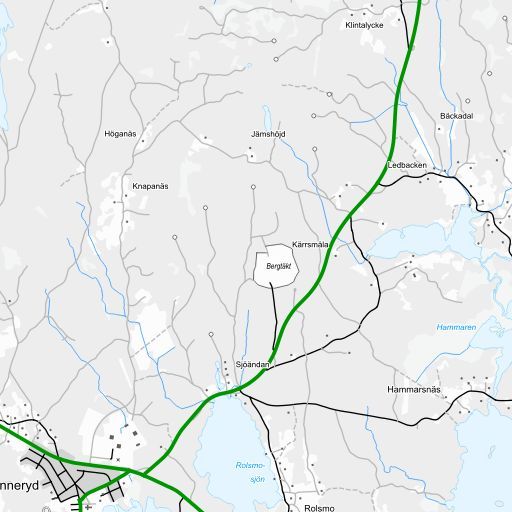 Klintalycke
Bäckadal
Höganäs
Jämshöjd
Ledbacken
Knapanäs
Kärrsmåla
Bergtäkt
Hammaren
Sjöändan
Hammarsnäs
Rolsmo-
sjön
nneryd
Rolsmo